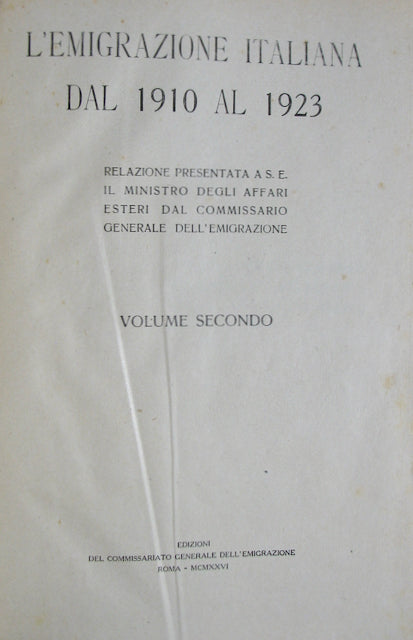 L'EMIGRAZIONE ITALIANA
DAL 1910 AL 1923
RELAZIONE PRESENTATA A S. E.
IL MINISTRO DEGLI AFFARI
ESTERI DAL COMMISSARIO
GENERALE DELL'EMIGRAZIONE
VOLUME SECONDO
EDIZIONI
DEL COMMISSARIATO GENERALE DELL'EMIGRAZIONE
ROMA - MCMXXVI